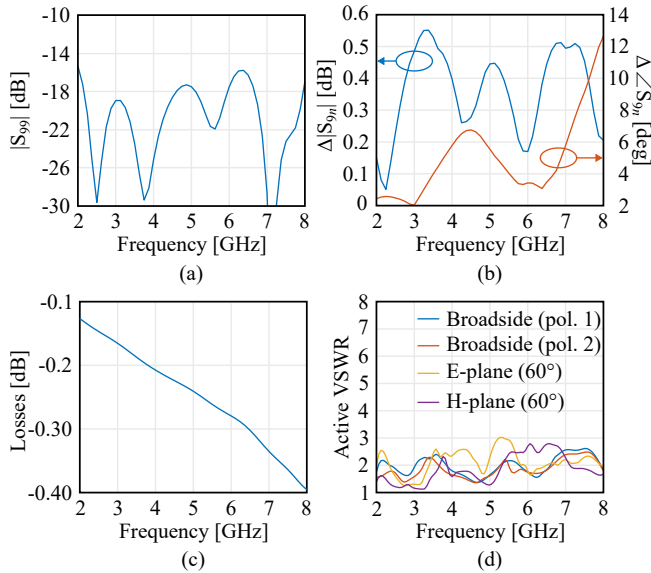 -10
-14
-18
-22
-26
-30
|S99| [dB]
2 3 4 5 6 7 8
Frequency [GHz]
(a)
0.6
0.5
0.4
0.3
0.2
0.1
0
Δ|S9n| [dB]
14
12
10
8
6
4
2
Δ∠S9n [deg]
2 3 4 5 6 7 8
Frequency [GHz]
(b)
-0.1
-0.2
-0.30
-0.40
Losses [dB]
2 3 4 5 6 7 8
Frequency [GHz]
(c)
8
7
6
5
4
3
2
1
Active VSWR
Broadside (pol. 1)
Broadside (pol. 2)
E-plane (60°)
H-plane (60°)
2 3 4 5 6 7 8
Frequency [GHz]
(d)